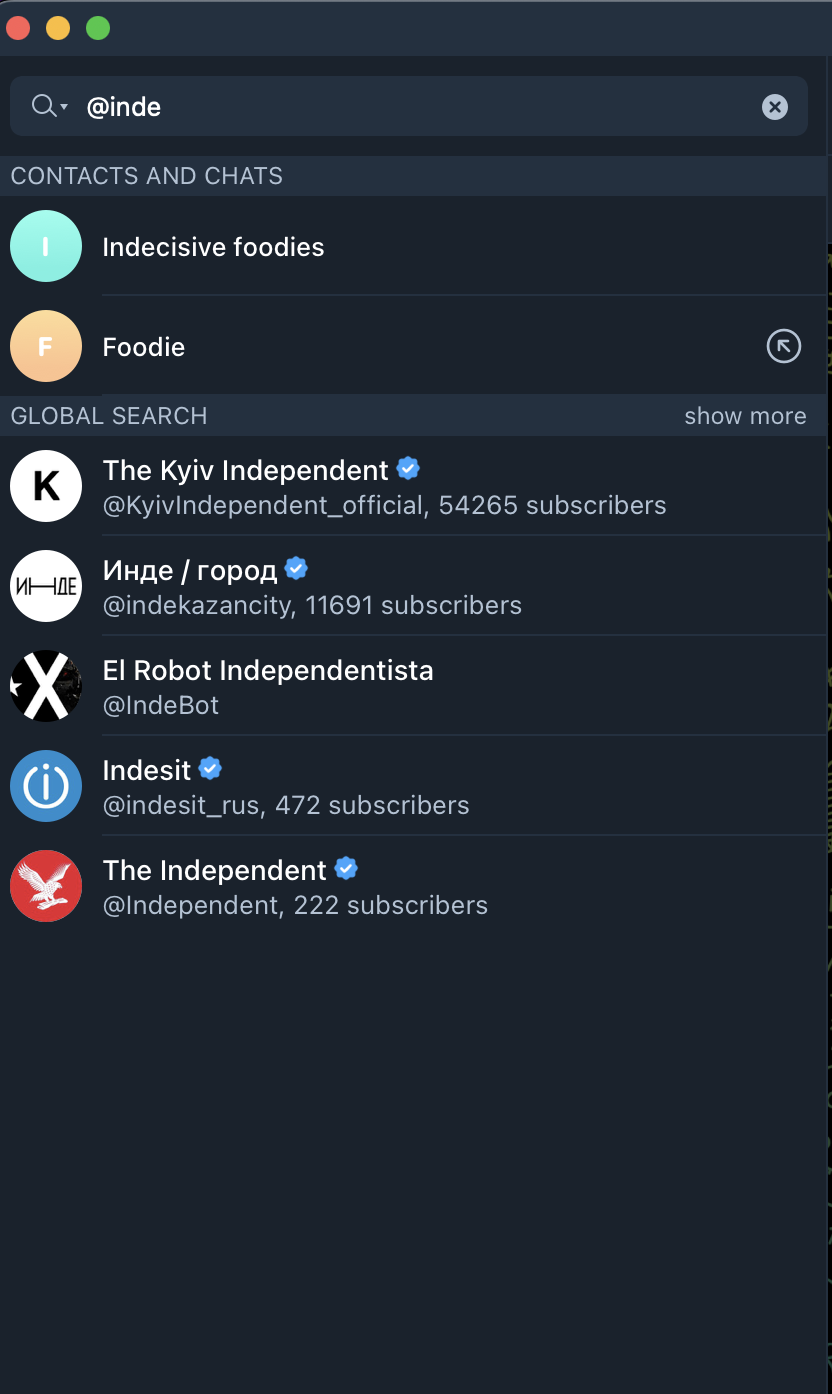 @inde
CONTACTS AND CHATS
I
Indecisive foodies
F
Foodie
GLOBAL SEARCH show more
K
The Kyiv Independent
@KyivIndependent_official, 54265 subscribers
ИНДЕ
Инде / город
@indekazancity, 11691 subscribers
X
El Robot Independentista
@IndeBot
i
Indesit
@indesit_rus, 472 subscribers
The Independent
@Independent, 222 subscribers